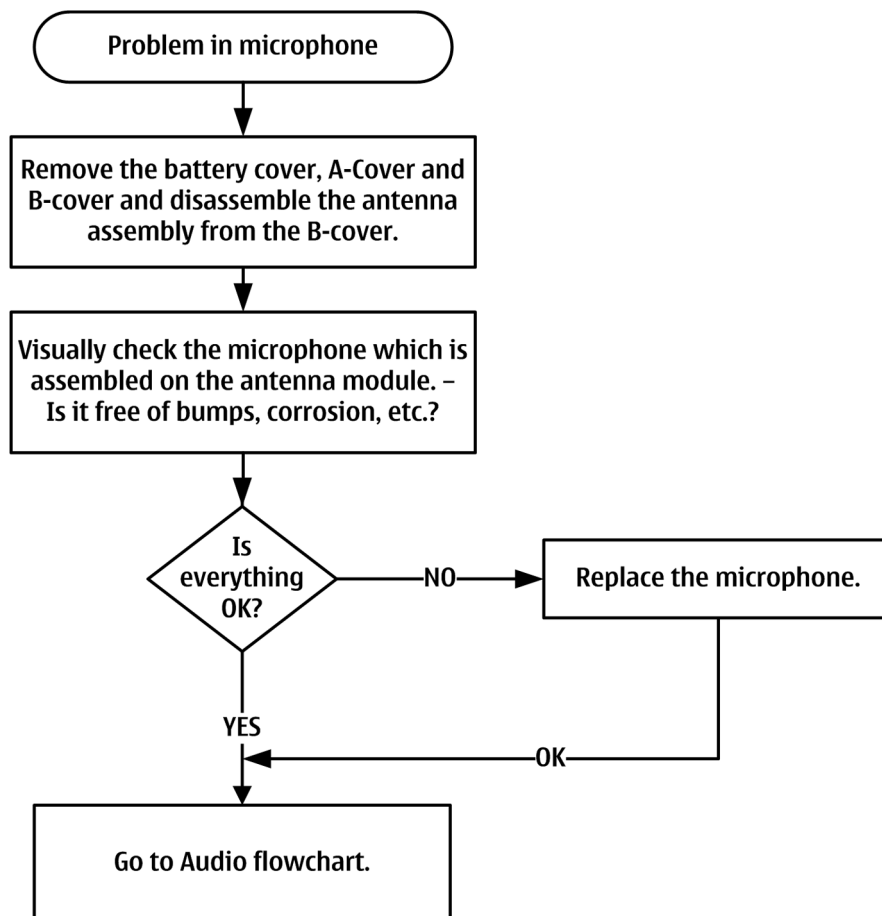 Problem in microphone
Remove the battery cover, A-Cover and
B-cover and disassemble the antenna
assembly from the B-cover.
Visually check the microphone which is
assembled on the antenna module. –
Is it free of bumps, corrosion, etc.?
Is
everything
OK?
NO
Replace the microphone.
YES
OK
Go to Audio flowchart.